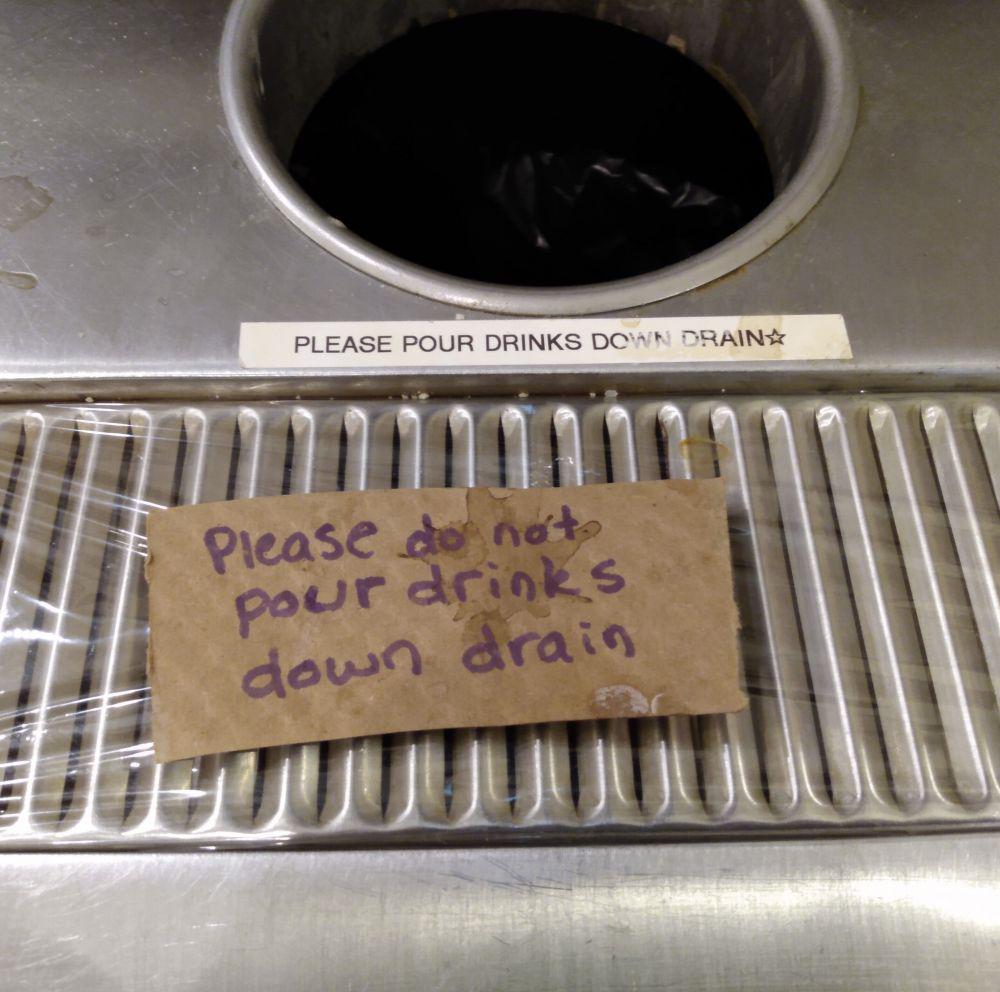 PLEASE POUR DRINKS DOWN DRAIN☆
Please do not
pour drinks
down drain